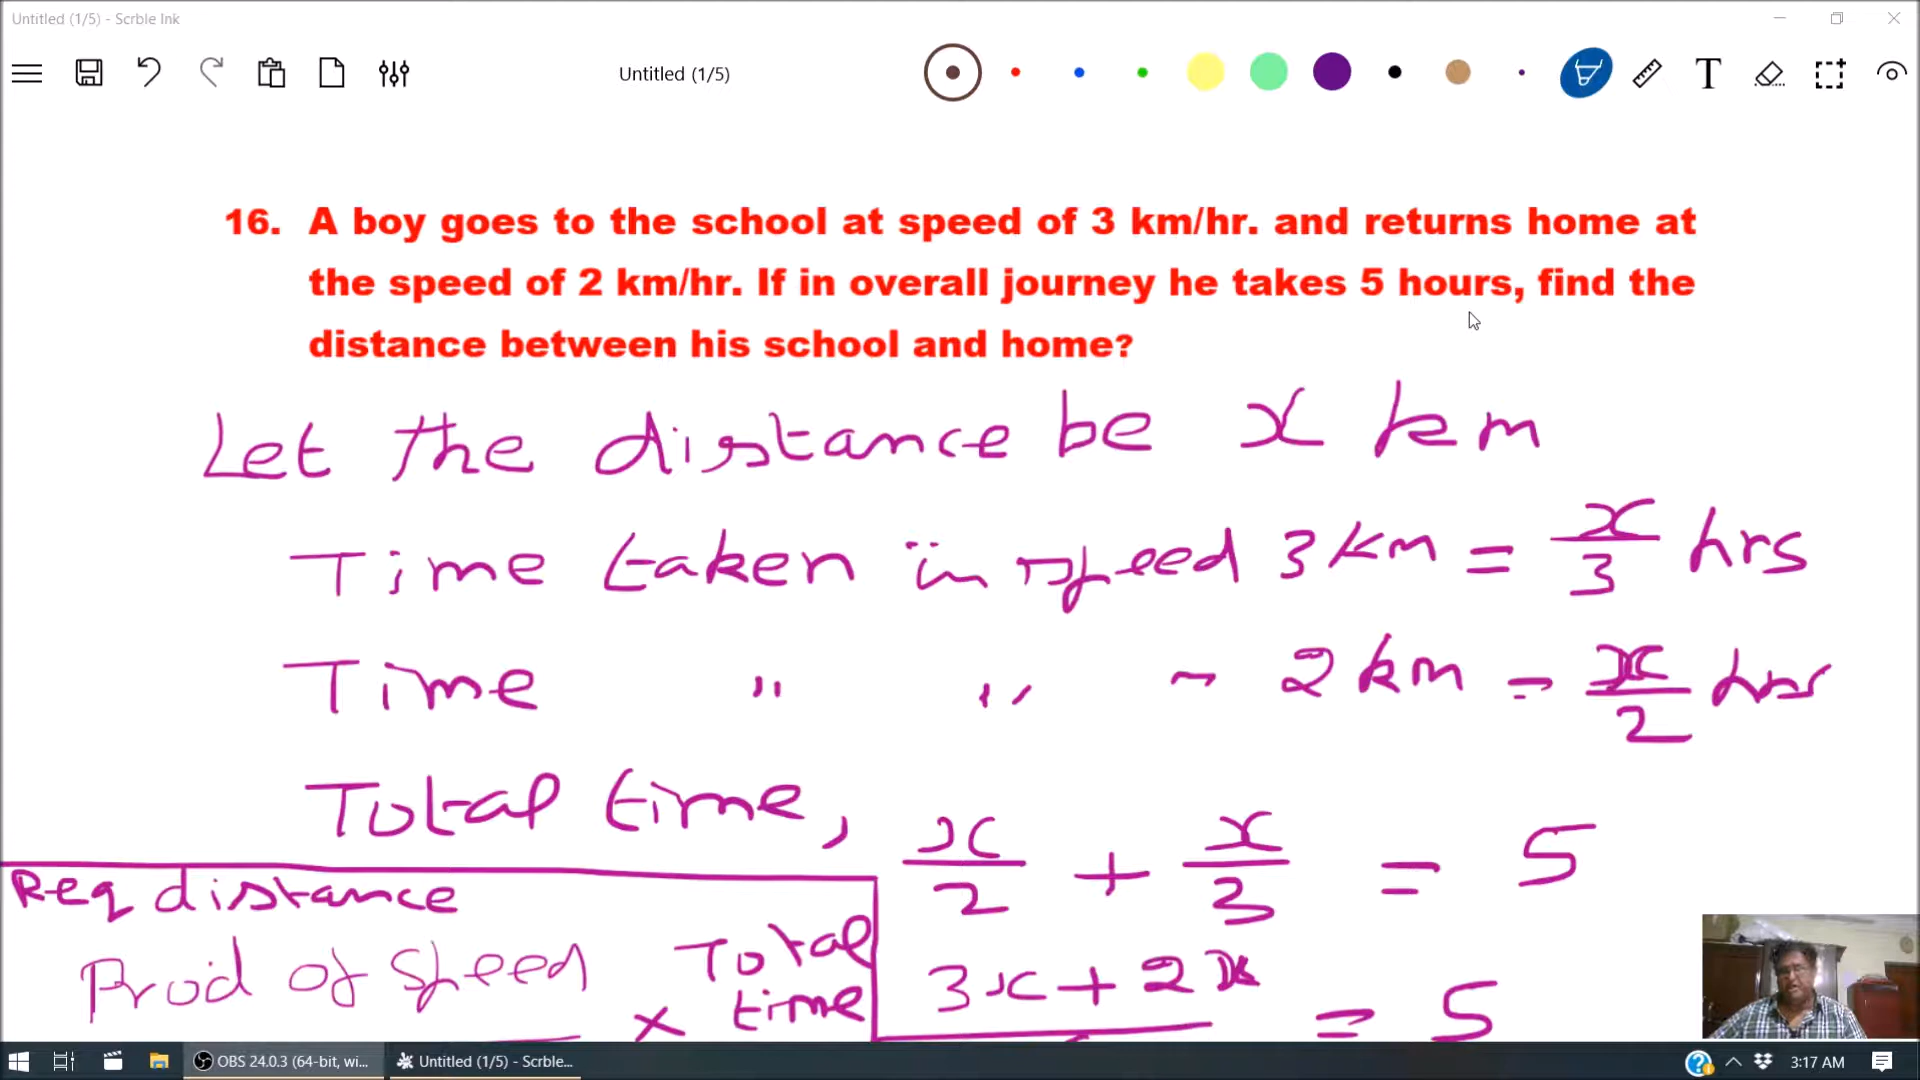 Untitled (1/5) - Scrble Ink
Untitled (1/5)
T
16. A boy goes to the school at speed of 3 km/hr. and returns home at
the speed of 2 km/hr. If in overall journey he takes 5 hours, find the
distance between his school and home?
Let the distance be x km
Time taken in speed 3 km = x/3 hrs
Time " " ~ 2 km = x/2 hrs
Total time, x/2 + x/3 = 5
Req distance
Prod of speed × Total time
3x + 2x = 5
OBS 24.0.3 (64-bit, wi...
Untitled (1/5) - Scrble...
3:17 AM